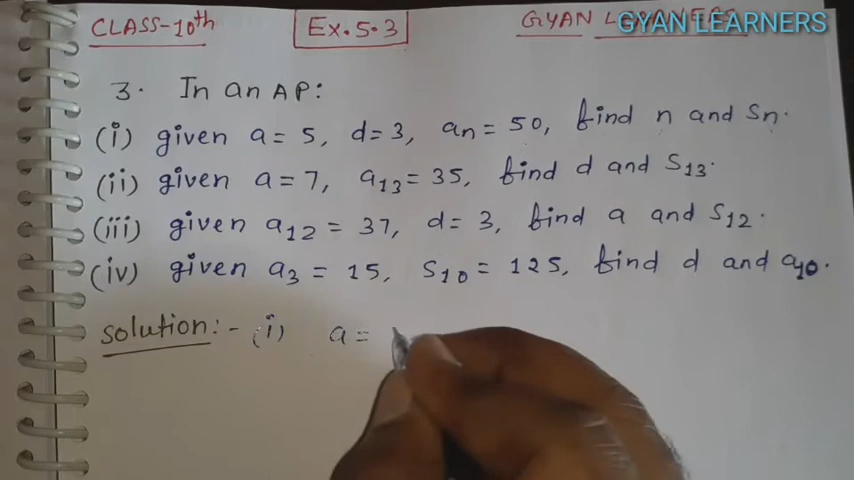 CLASS-10th Ex.5.3 GYAN LEARNERS
3. In an AP:
(i) given a = 5, d = 3, an = 50, find n and Sn.
(ii) given a = 7, a13 = 35, find d and S13.
(iii) given a12 = 37, d = 3, find a and S12.
(iv) given a3 = 15, S10 = 125, find d and a10.
Solution:- (i) a =